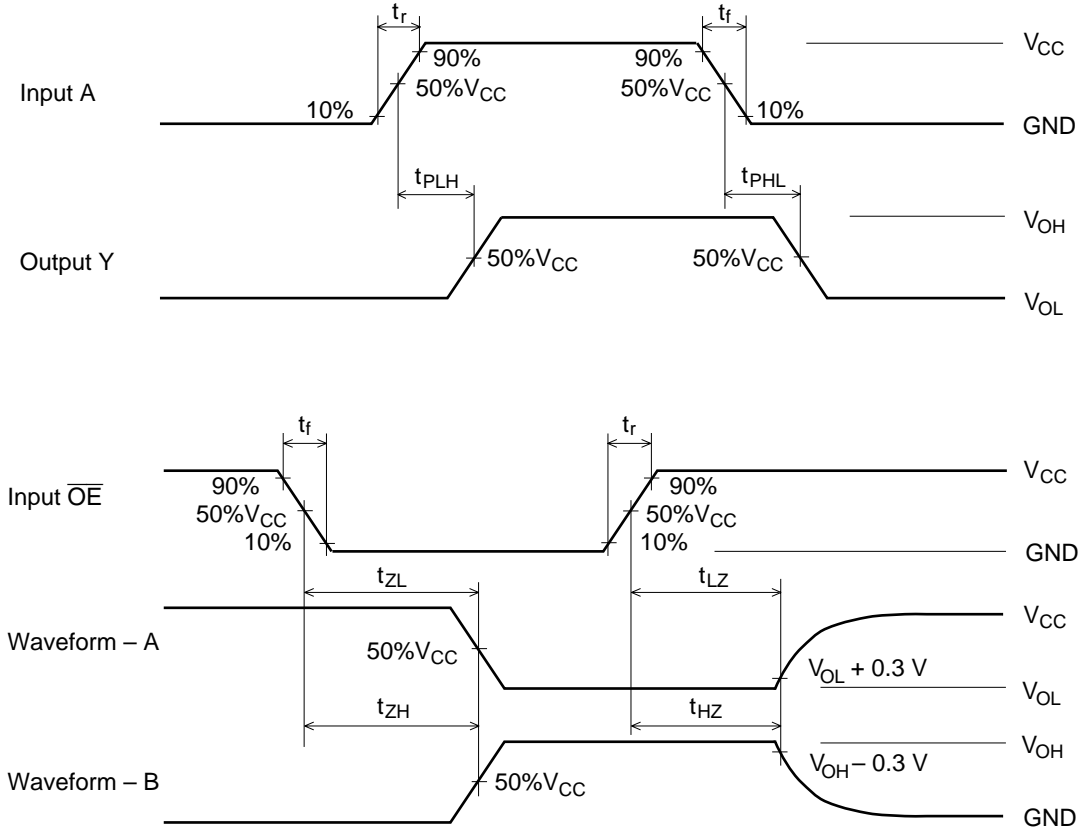 tr
tf
VCC
90%
90%
Input A
50%VCC
50%VCC
10%
10%
GND
tPLH
tPHL
VOH
Output Y
50%VCC
50%VCC
VOL
tf
tr
VCC
Input O̅E̅
90%
90%
50%VCC
50%VCC
10%
10%
GND
tZL
tLZ
VCC
Waveform – A
50%VCC
VOL + 0.3 V
VOL
tZH
tHZ
VOH
Waveform – B
50%VCC
VOH – 0.3 V
GND